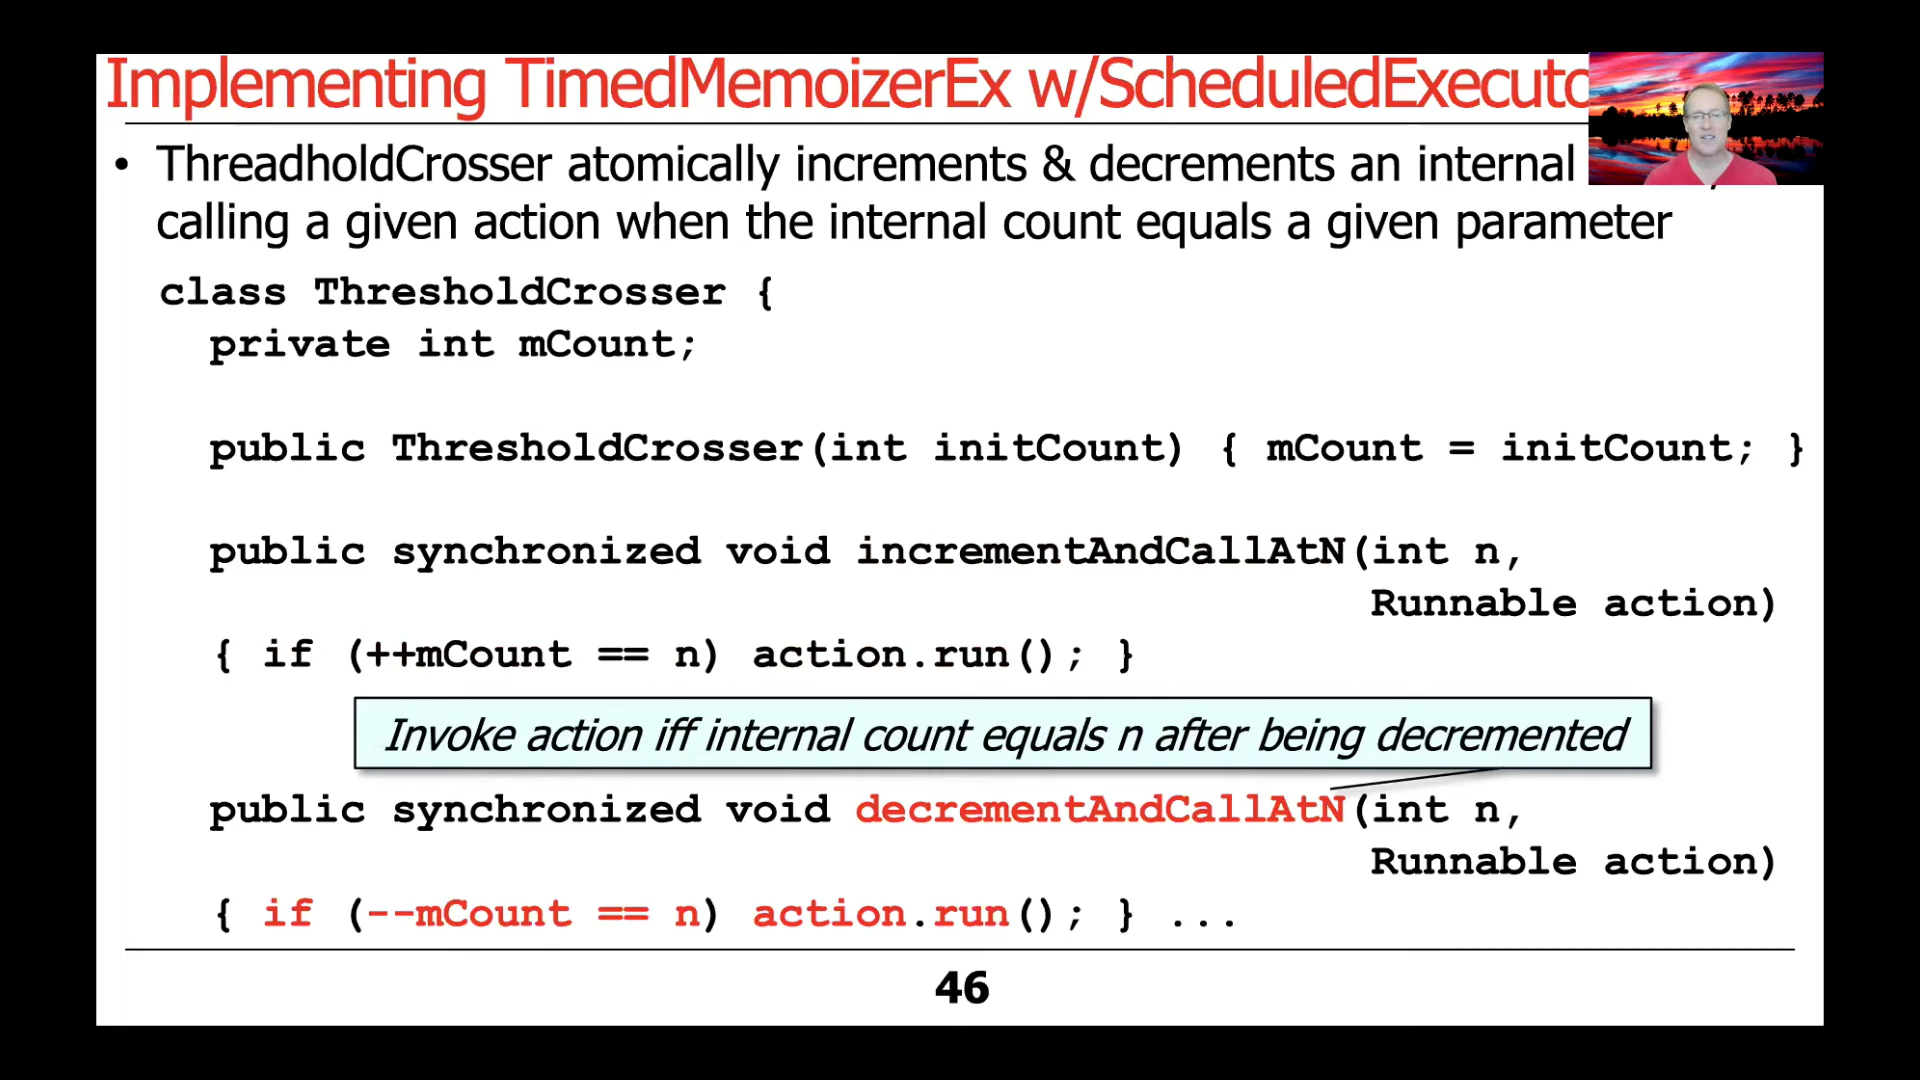 Implementing TimedMemoizerEx w/ScheduledExecuto
• ThreadholdCrosser atomically increments & decrements an internal
calling a given action when the internal count equals a given parameter
class ThresholdCrosser {
private int mCount;
public ThresholdCrosser(int initCount) { mCount = initCount; }
public synchronized void incrementAndCallAtN(int n,
Runnable action)
{ if (++mCount == n) action.run(); }
Invoke action iff internal count equals n after being decremented
public synchronized void decrementAndCallAtN(int n,
Runnable action)
{ if (--mCount == n) action.run(); } ...
46